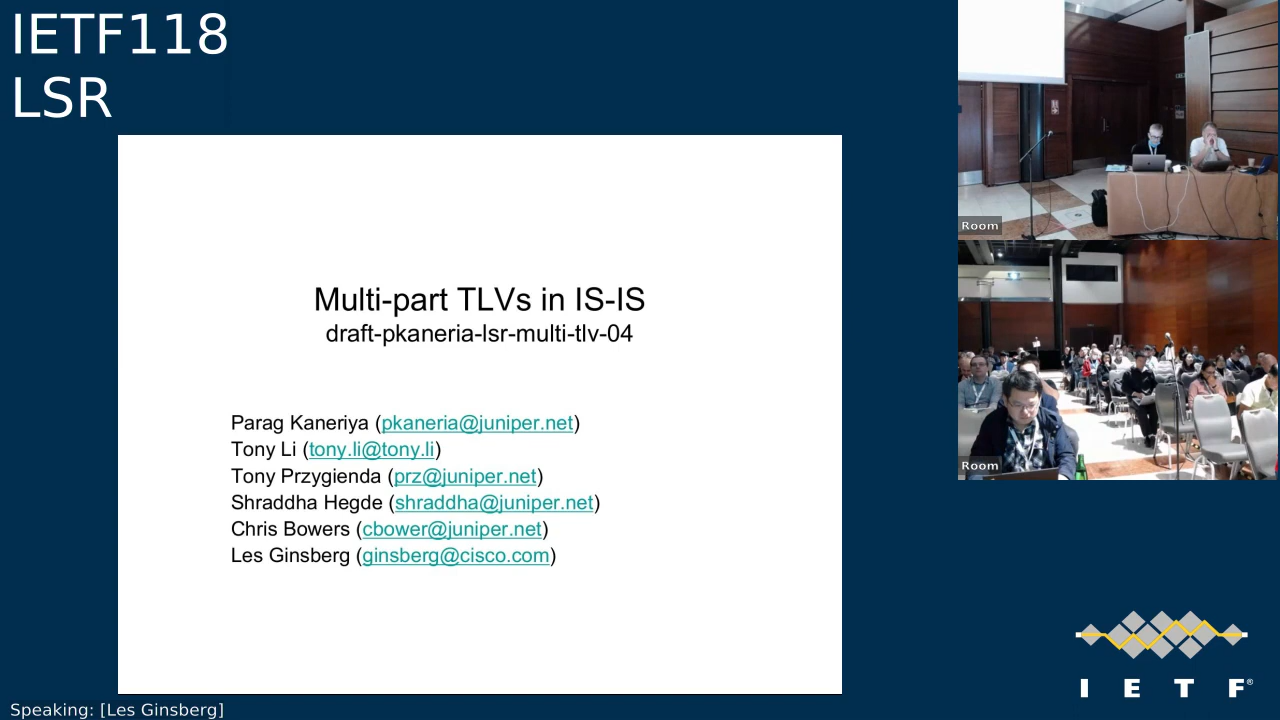 IETF118
LSR
Multi-part TLVs in IS-IS
draft-pkaneria-lsr-multi-tlv-04
Parag Kaneriya (pkaneria@juniper.net)
Tony Li (tony.li@tony.li)
Tony Przygienda (prz@juniper.net)
Shraddha Hegde (shraddha@juniper.net)
Chris Bowers (cbower@juniper.net)
Les Ginsberg (ginsberg@cisco.com)
Room
Room
I E T F®
Speaking: [Les Ginsberg]